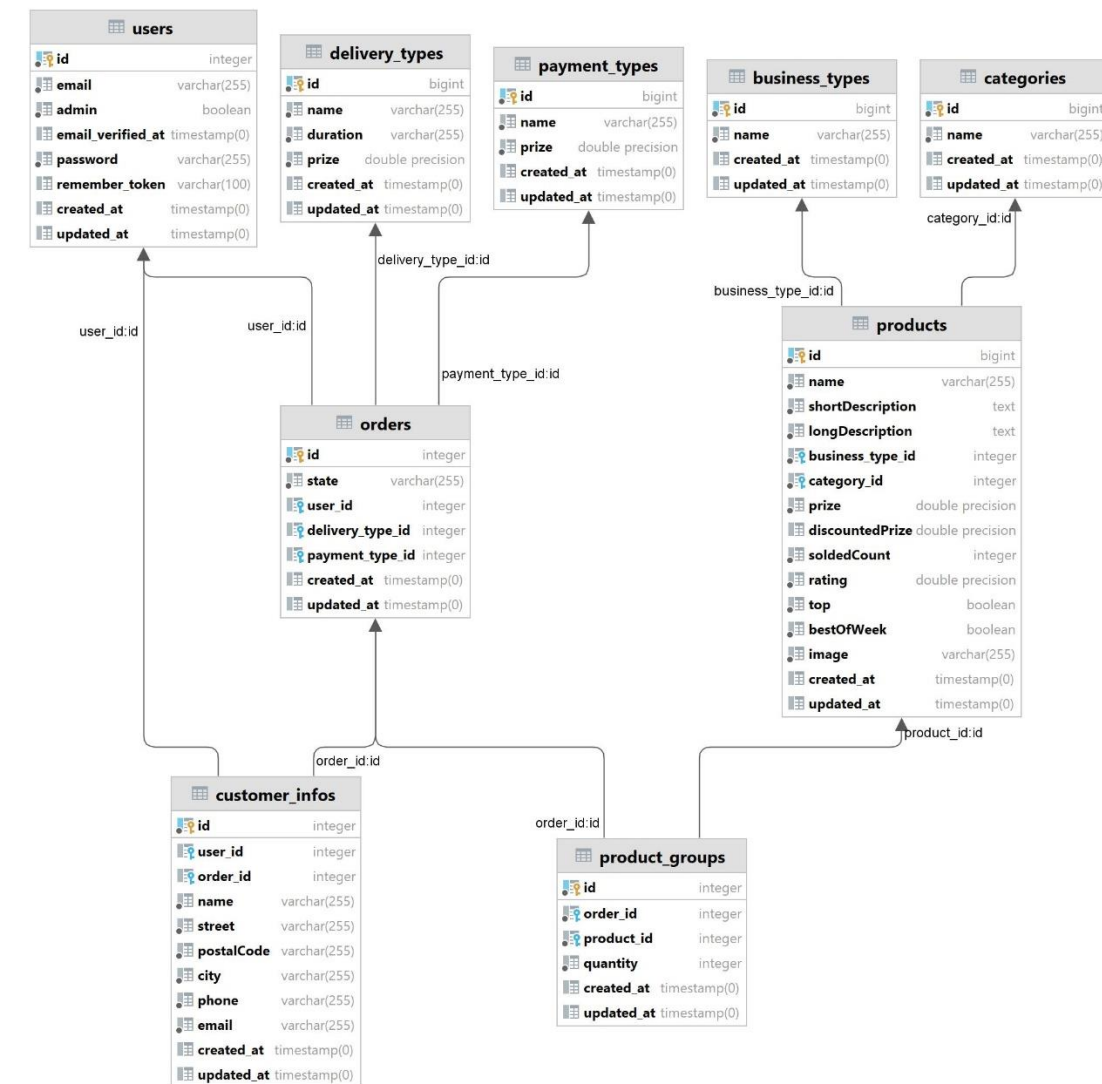 users
id integer
email varchar(255)
admin boolean
email_verified_at timestamp(0)
password varchar(255)
remember_token varchar(100)
created_at timestamp(0)
updated_at timestamp(0)
delivery_types
id bigint
name varchar(255)
duration varchar(255)
prize double precision
created_at timestamp(0)
updated_at timestamp(0)
payment_types
id bigint
name varchar(255)
prize double precision
created_at timestamp(0)
updated_at timestamp(0)
business_types
id bigint
name varchar(255)
created_at timestamp(0)
updated_at timestamp(0)
categories
id bigint
name varchar(255)
created_at timestamp(0)
updated_at timestamp(0)
user_id:id
user_id:id
delivery_type_id:id
payment_type_id:id
business_type_id:id
category_id:id
orders
id integer
state varchar(255)
user_id integer
delivery_type_id integer
payment_type_id integer
created_at timestamp(0)
updated_at timestamp(0)
products
id bigint
name varchar(255)
shortDescription text
longDescription text
business_type_id integer
category_id integer
prize double precision
discountedPrize double precision
soldedCount integer
rating double precision
top boolean
bestOfWeek boolean
image varchar(255)
created_at timestamp(0)
updated_at timestamp(0)
order_id:id
order_id:id
product_id:id
customer_infos
id integer
user_id integer
order_id integer
name varchar(255)
street varchar(255)
postalCode varchar(255)
city varchar(255)
phone varchar(255)
email varchar(255)
created_at timestamp(0)
updated_at timestamp(0)
product_groups
id integer
order_id integer
product_id integer
quantity integer
created_at timestamp(0)
updated_at timestamp(0)